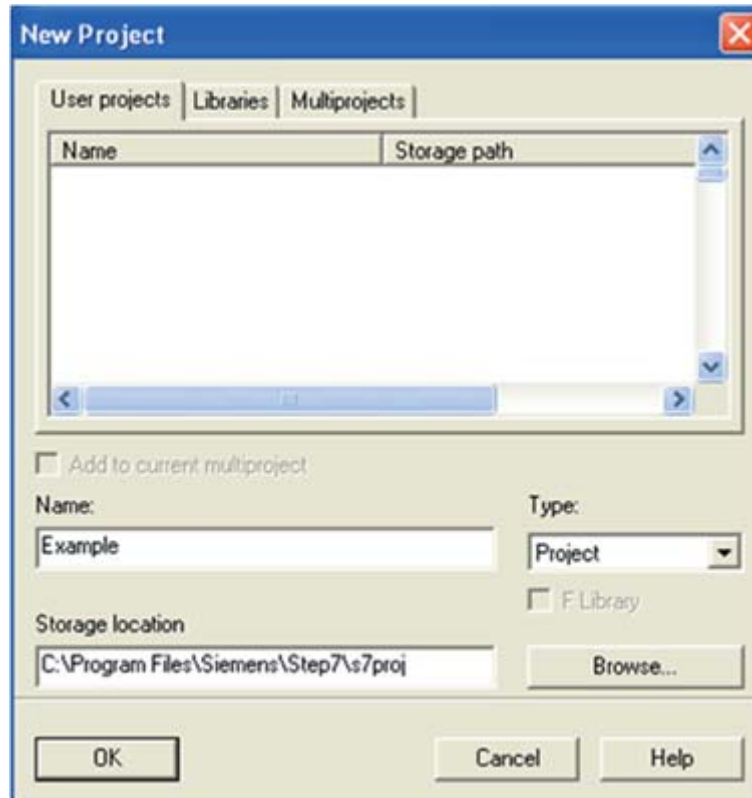 New Project
User projects Libraries Multiprojects
Name Storage path
Add to current multiproject
Name: Type:
Example Project
F Library
Storage location
C:\Program Files\Siemens\Step7\s7proj Browse...
OK Cancel Help